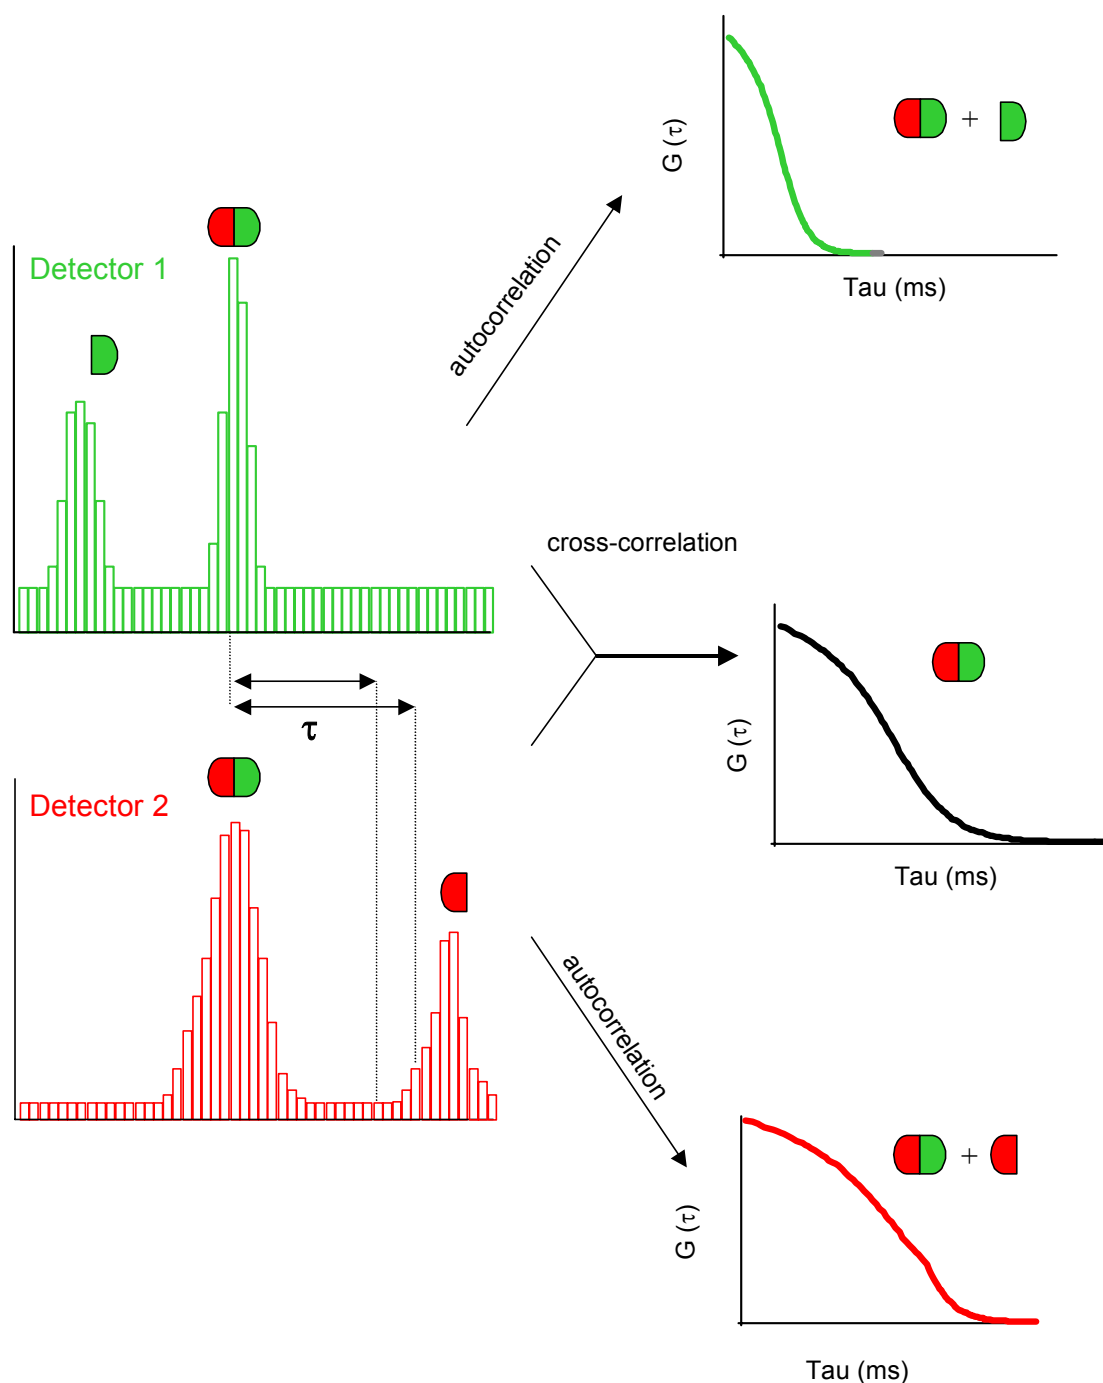 G (τ)
+
Tau (ms)
autocorrelation
Detector 1
cross-correlation
τ
G (τ)
Tau (ms)
Detector 2
autocorrelation
+
G (τ)
Tau (ms)